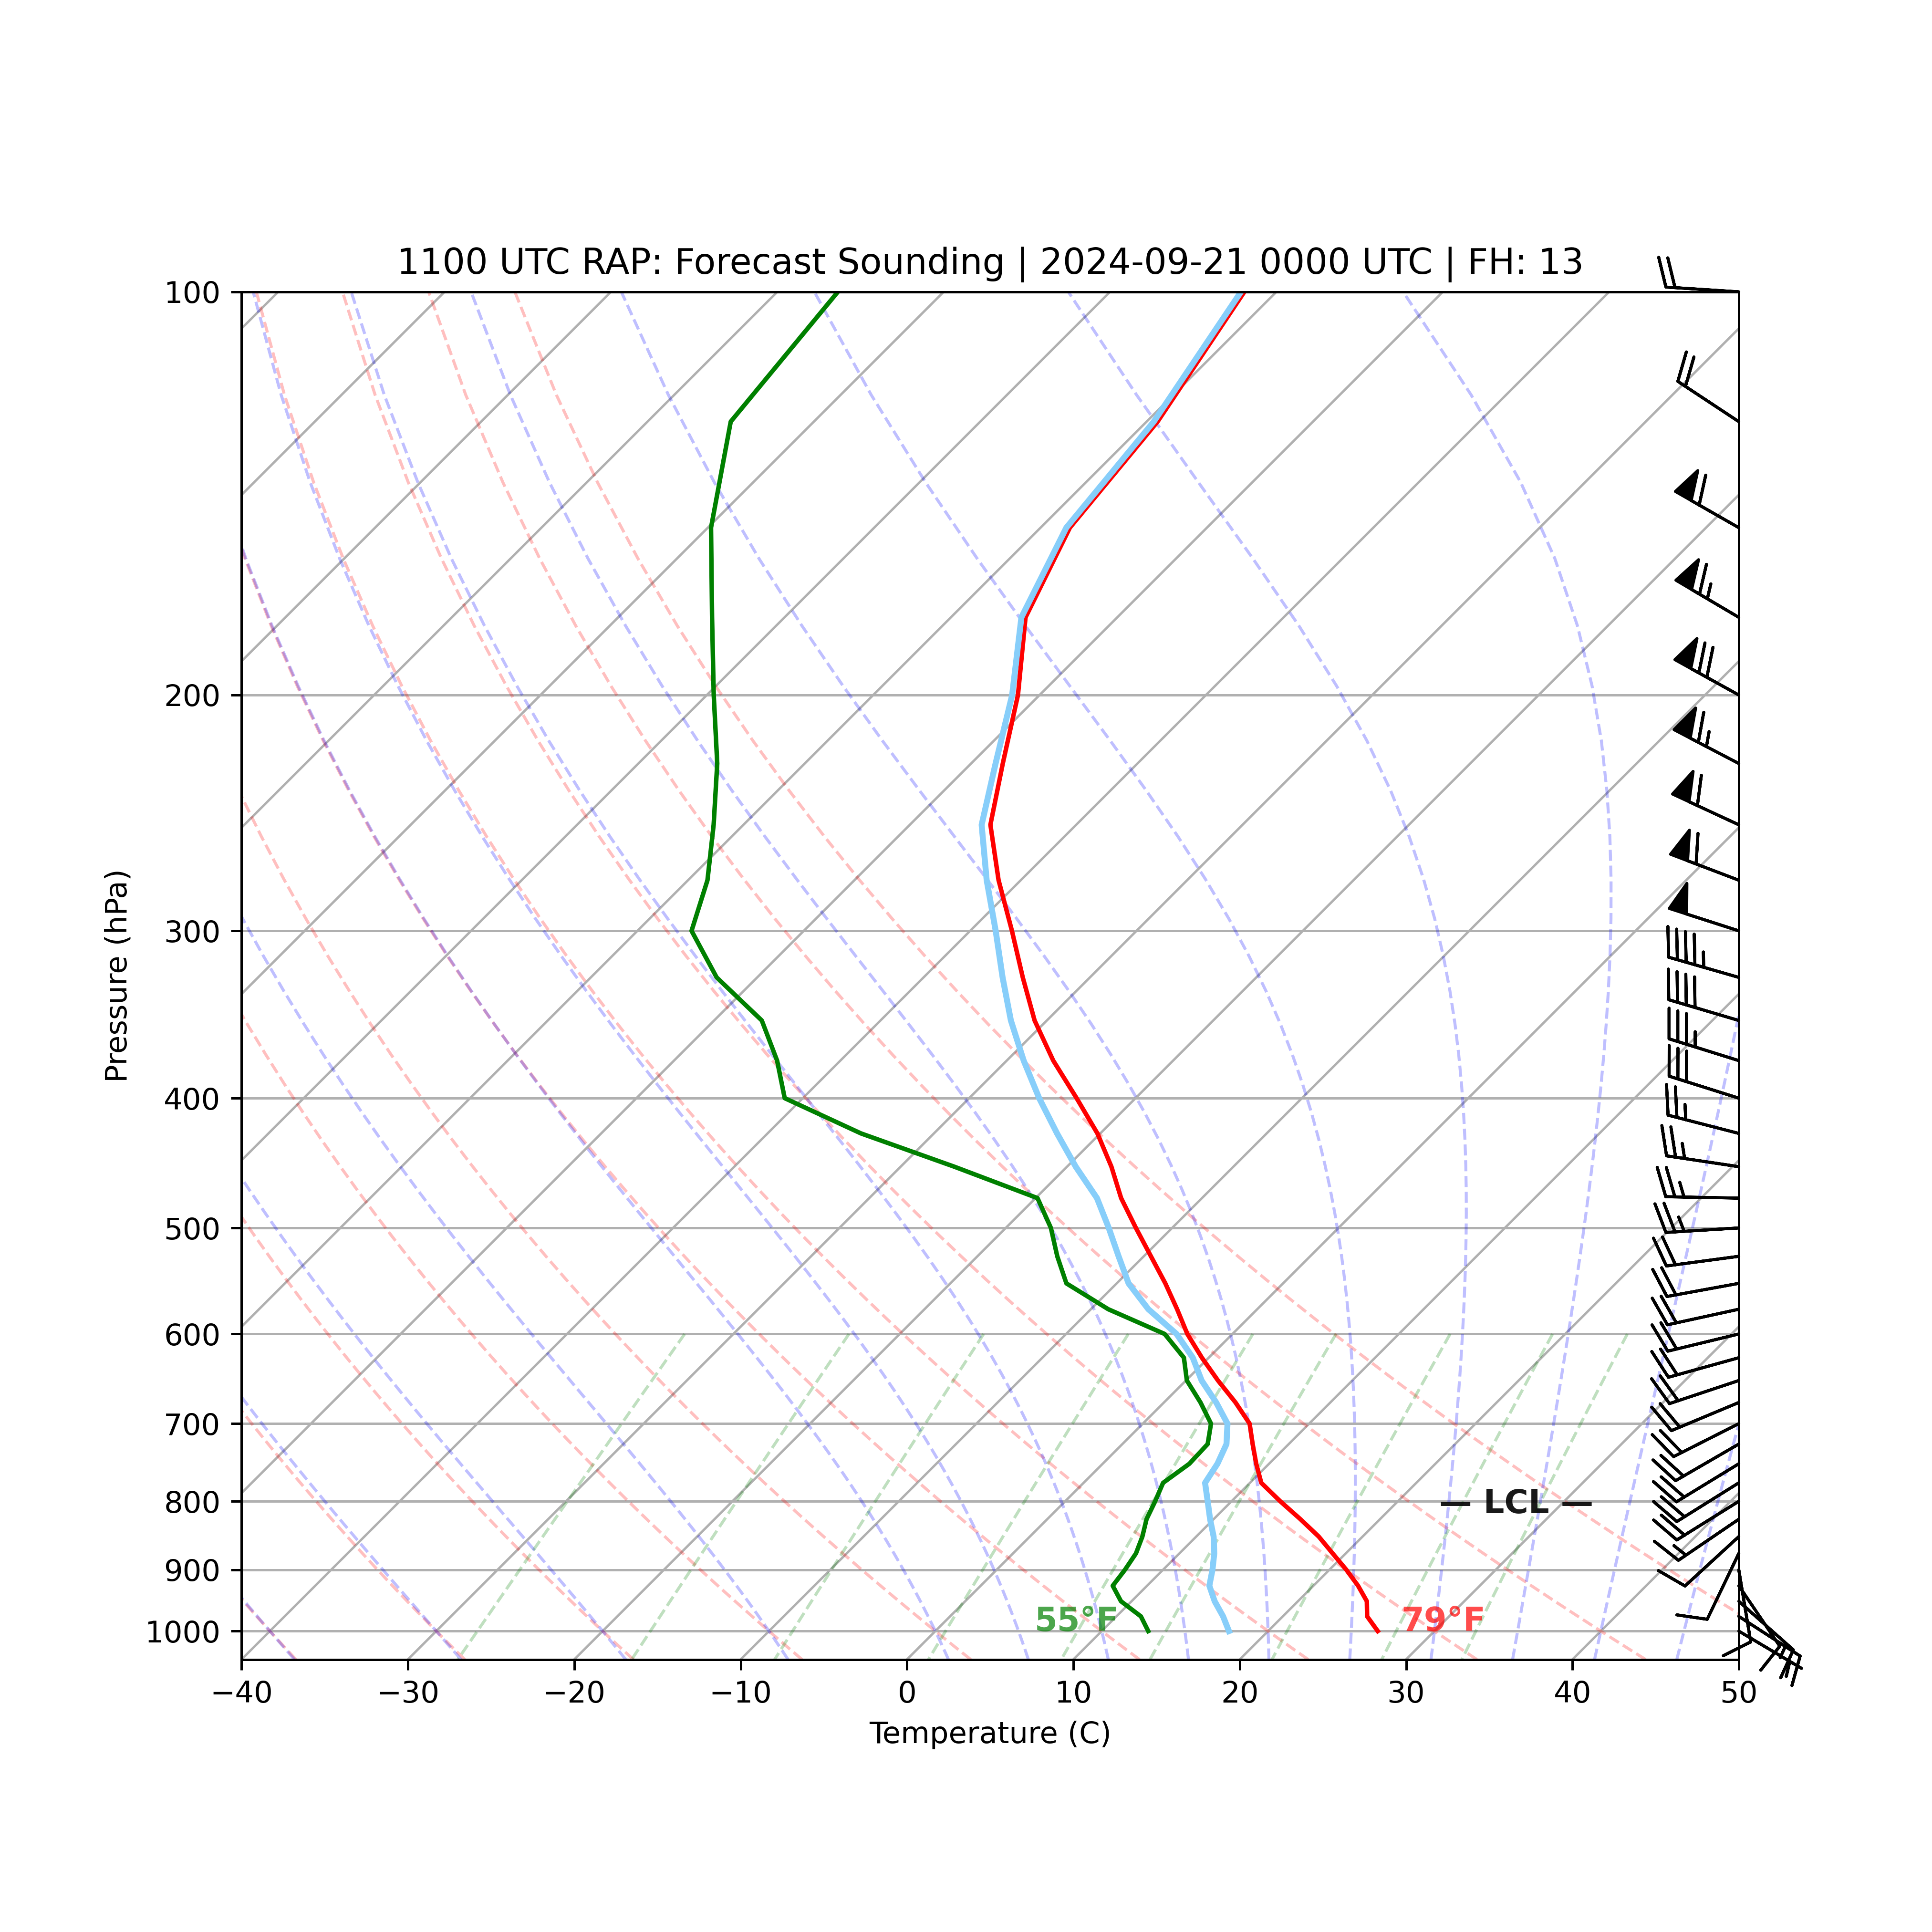 1100 UTC RAP: Forecast Sounding | 2024-09-21 0000 UTC | FH: 13
100
200
300
400
500
600
700
800
900
1000
Pressure (hPa)
— LCL —
55°F
79°F
−40 −30 −20 −10 0 10 20 30 40 50
Temperature (C)